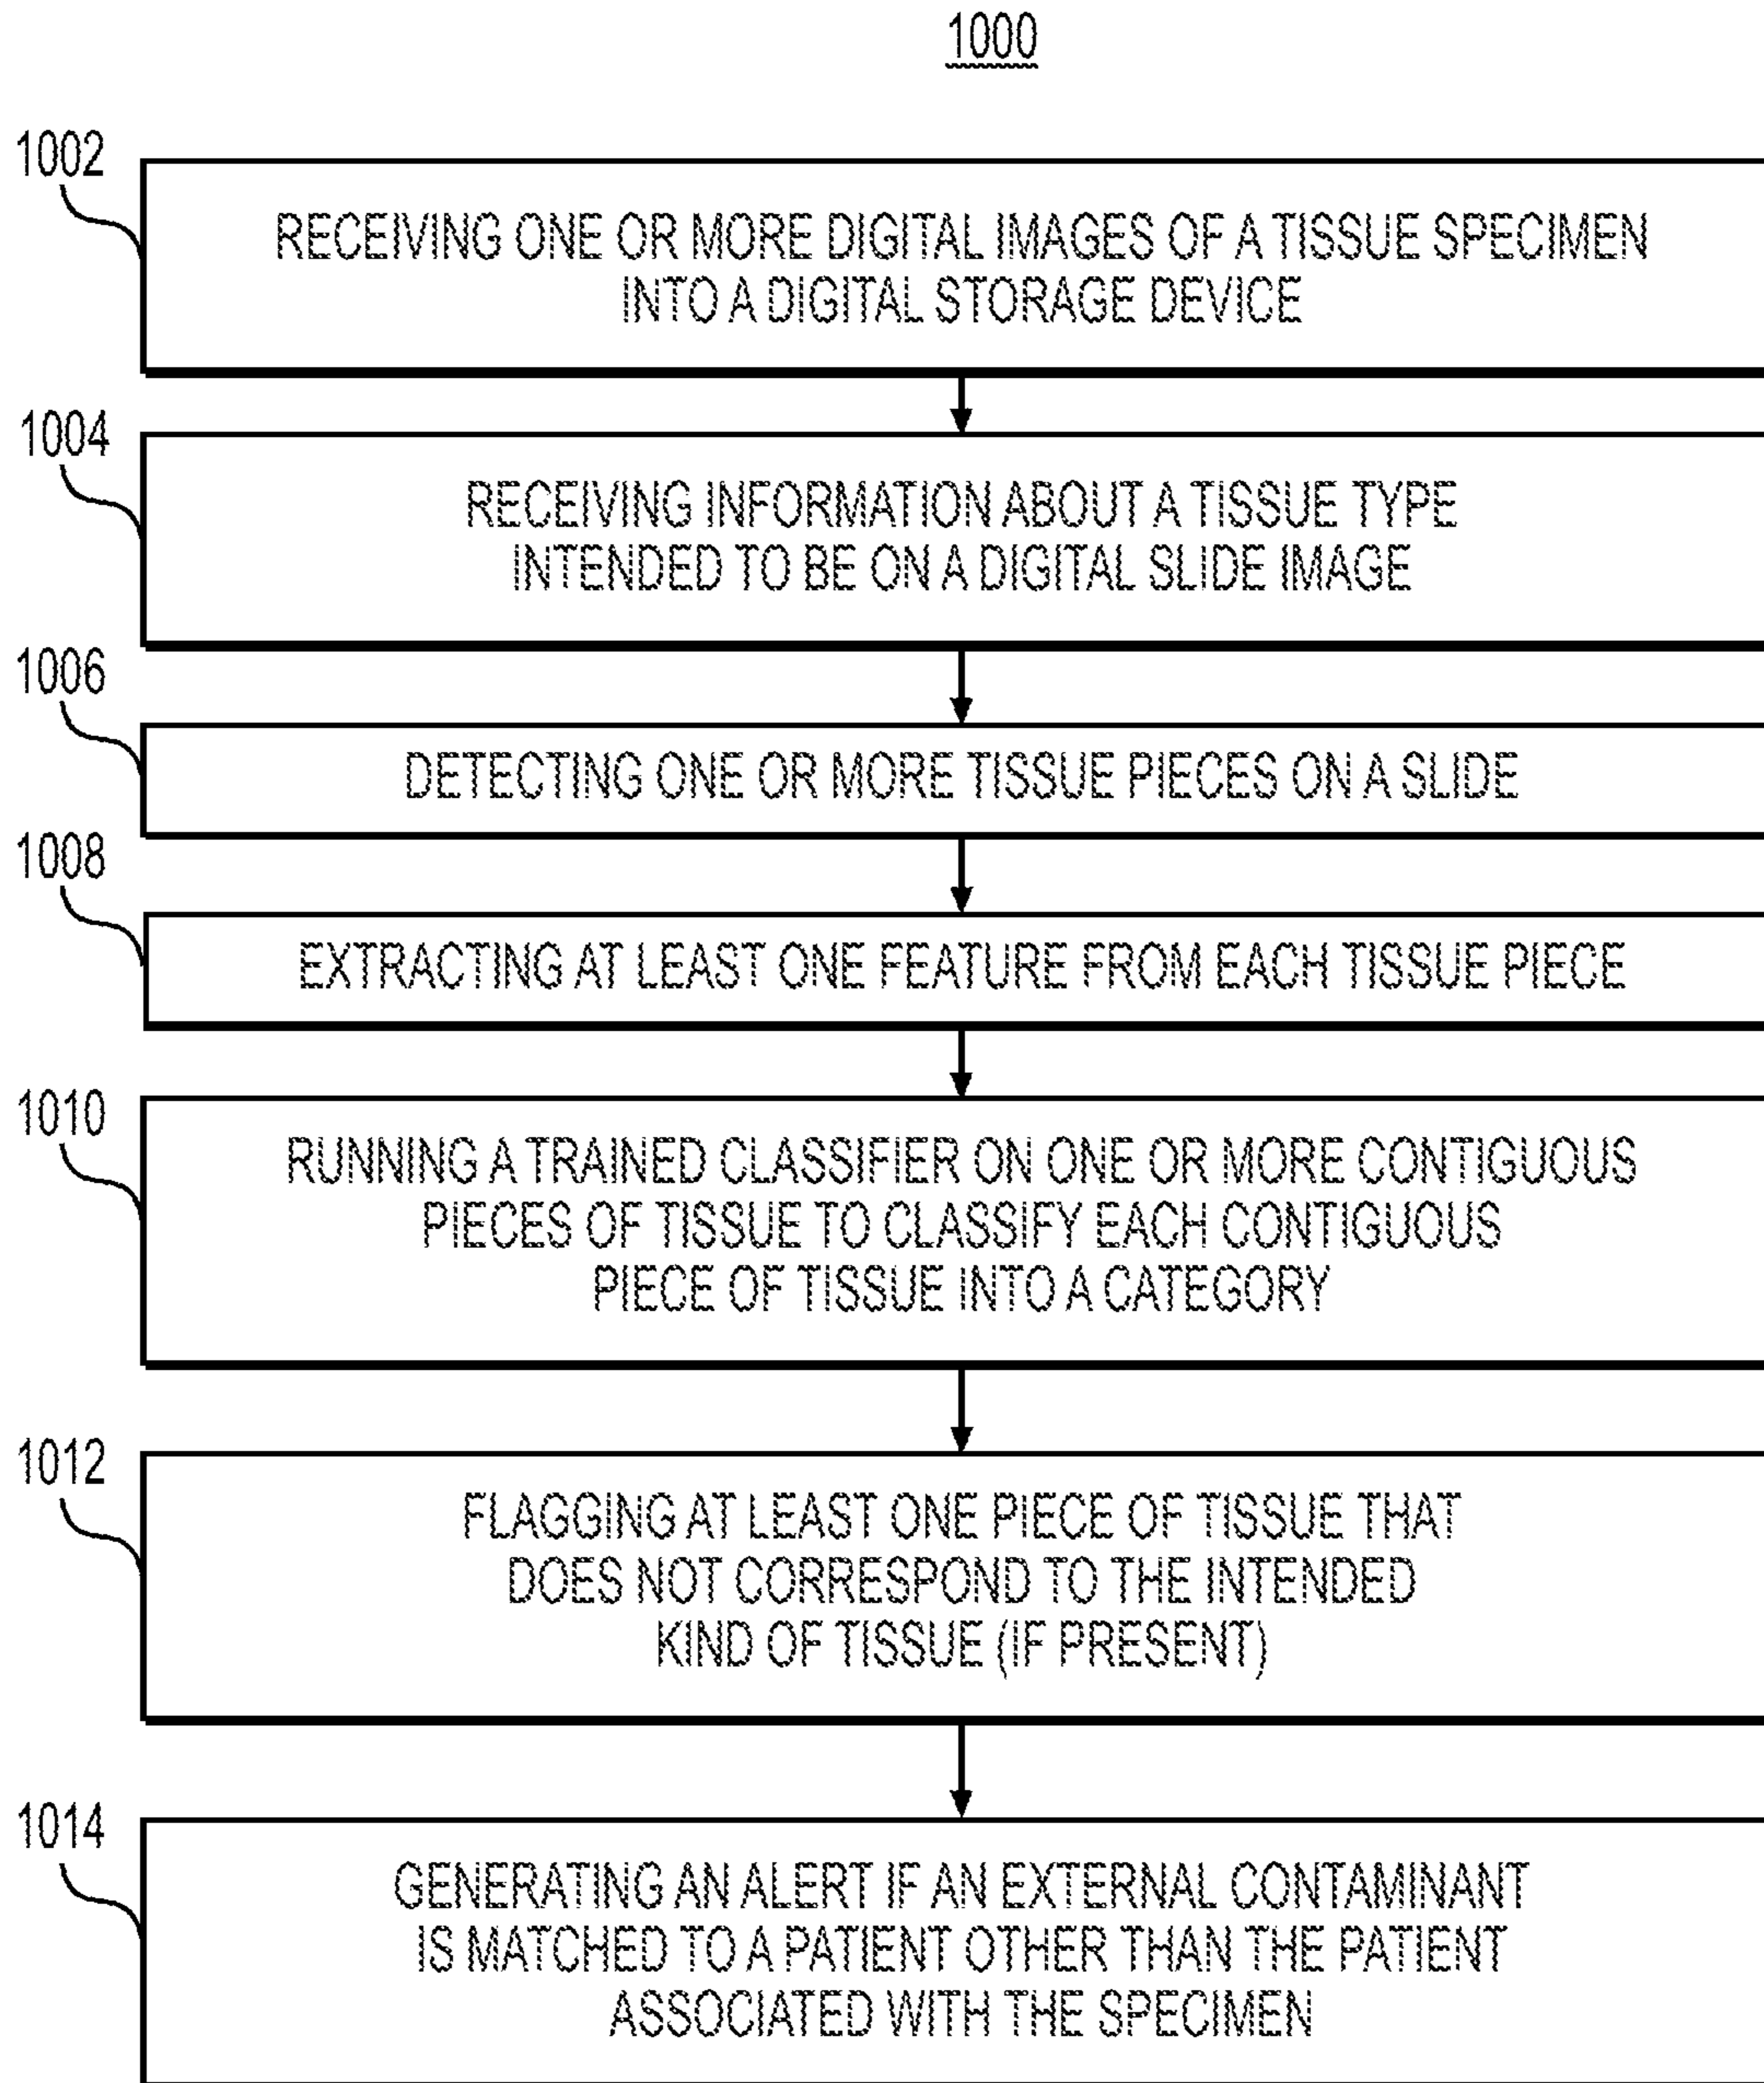 1000
1002
RECEIVING ONE OR MORE DIGITAL IMAGES OF A TISSUE SPECIMEN
INTO A DIGITAL STORAGE DEVICE
1004
RECEIVING INFORMATION ABOUT A TISSUE TYPE
INTENDED TO BE ON A DIGITAL SLIDE IMAGE
1006
DETECTING ONE OR MORE TISSUE PIECES ON A SLIDE
1008
EXTRACTING AT LEAST ONE FEATURE FROM EACH TISSUE PIECE
1010
RUNNING A TRAINED CLASSIFIER ON ONE OR MORE CONTIGUOUS
PIECES OF TISSUE TO CLASSIFY EACH CONTIGUOUS
PIECE OF TISSUE INTO A CATEGORY
1012
FLAGGING AT LEAST ONE PIECE OF TISSUE THAT
DOES NOT CORRESPOND TO THE INTENDED
KIND OF TISSUE (IF PRESENT)
1014
GENERATING AN ALERT IF AN EXTERNAL CONTAMINANT
IS MATCHED TO A PATIENT OTHER THAN THE PATIENT
ASSOCIATED WITH THE SPECIMEN